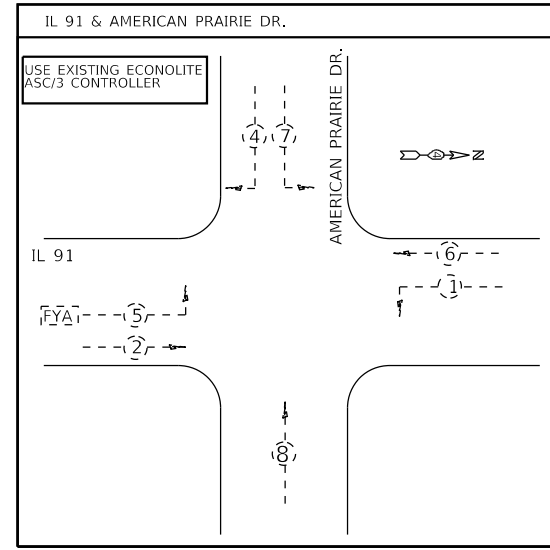 IL 91 & AMERICAN PRAIRIE DR.
USE EXISTING ECONOLITE
ASC/3 CONTROLLER
AMERICAN PRAIRIE DR.
4
7
N
IL 91
6
1
FYA
5
2
8